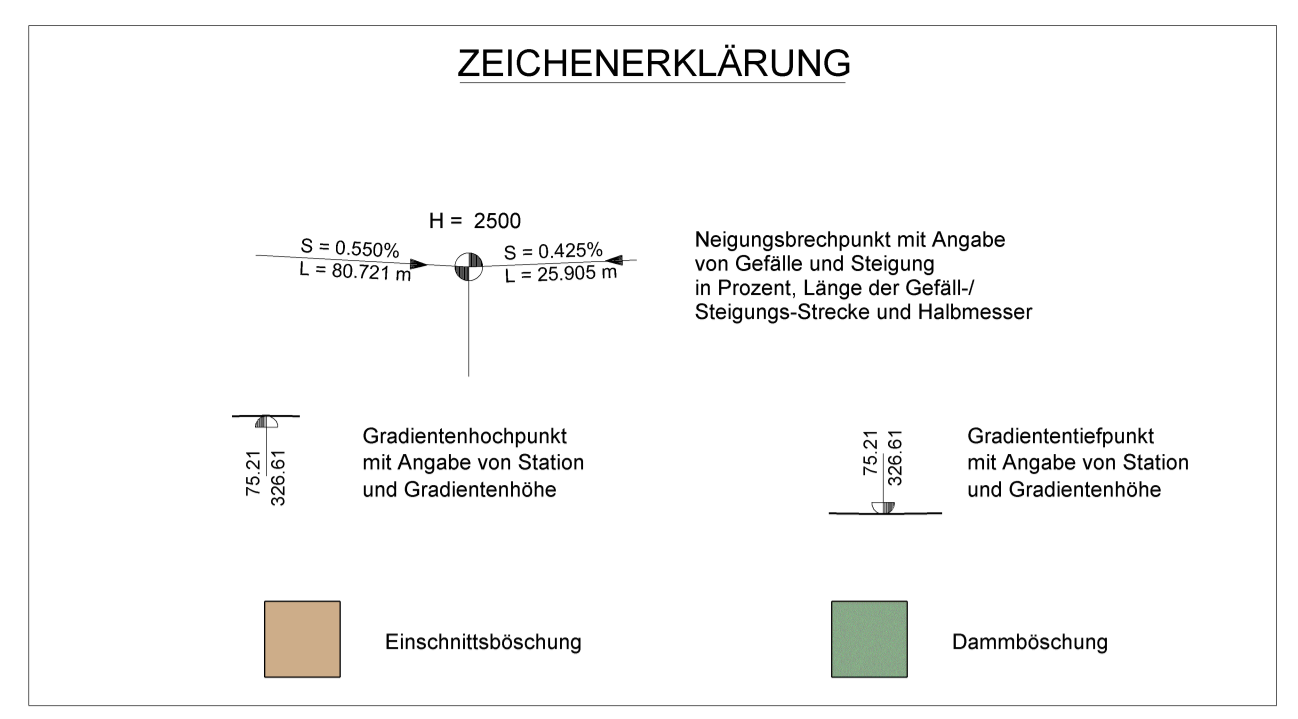 ZEICHENERKLÄRUNG
H = 2500
S = 0.550%
L = 80.721 m
S = 0.425%
L = 25.905 m
Neigungsbrechpunkt mit Angabe
von Gefälle und Steigung
in Prozent, Länge der Gefäll-/
Steigungs-Strecke und Halbmesser
75.21
326.61
Gradientenhochpunkt
mit Angabe von Station
und Gradientenhöhe
75.21
326.61
Gradiententiefpunkt
mit Angabe von Station
und Gradientenhöhe
Einschnittsböschung
Dammböschung